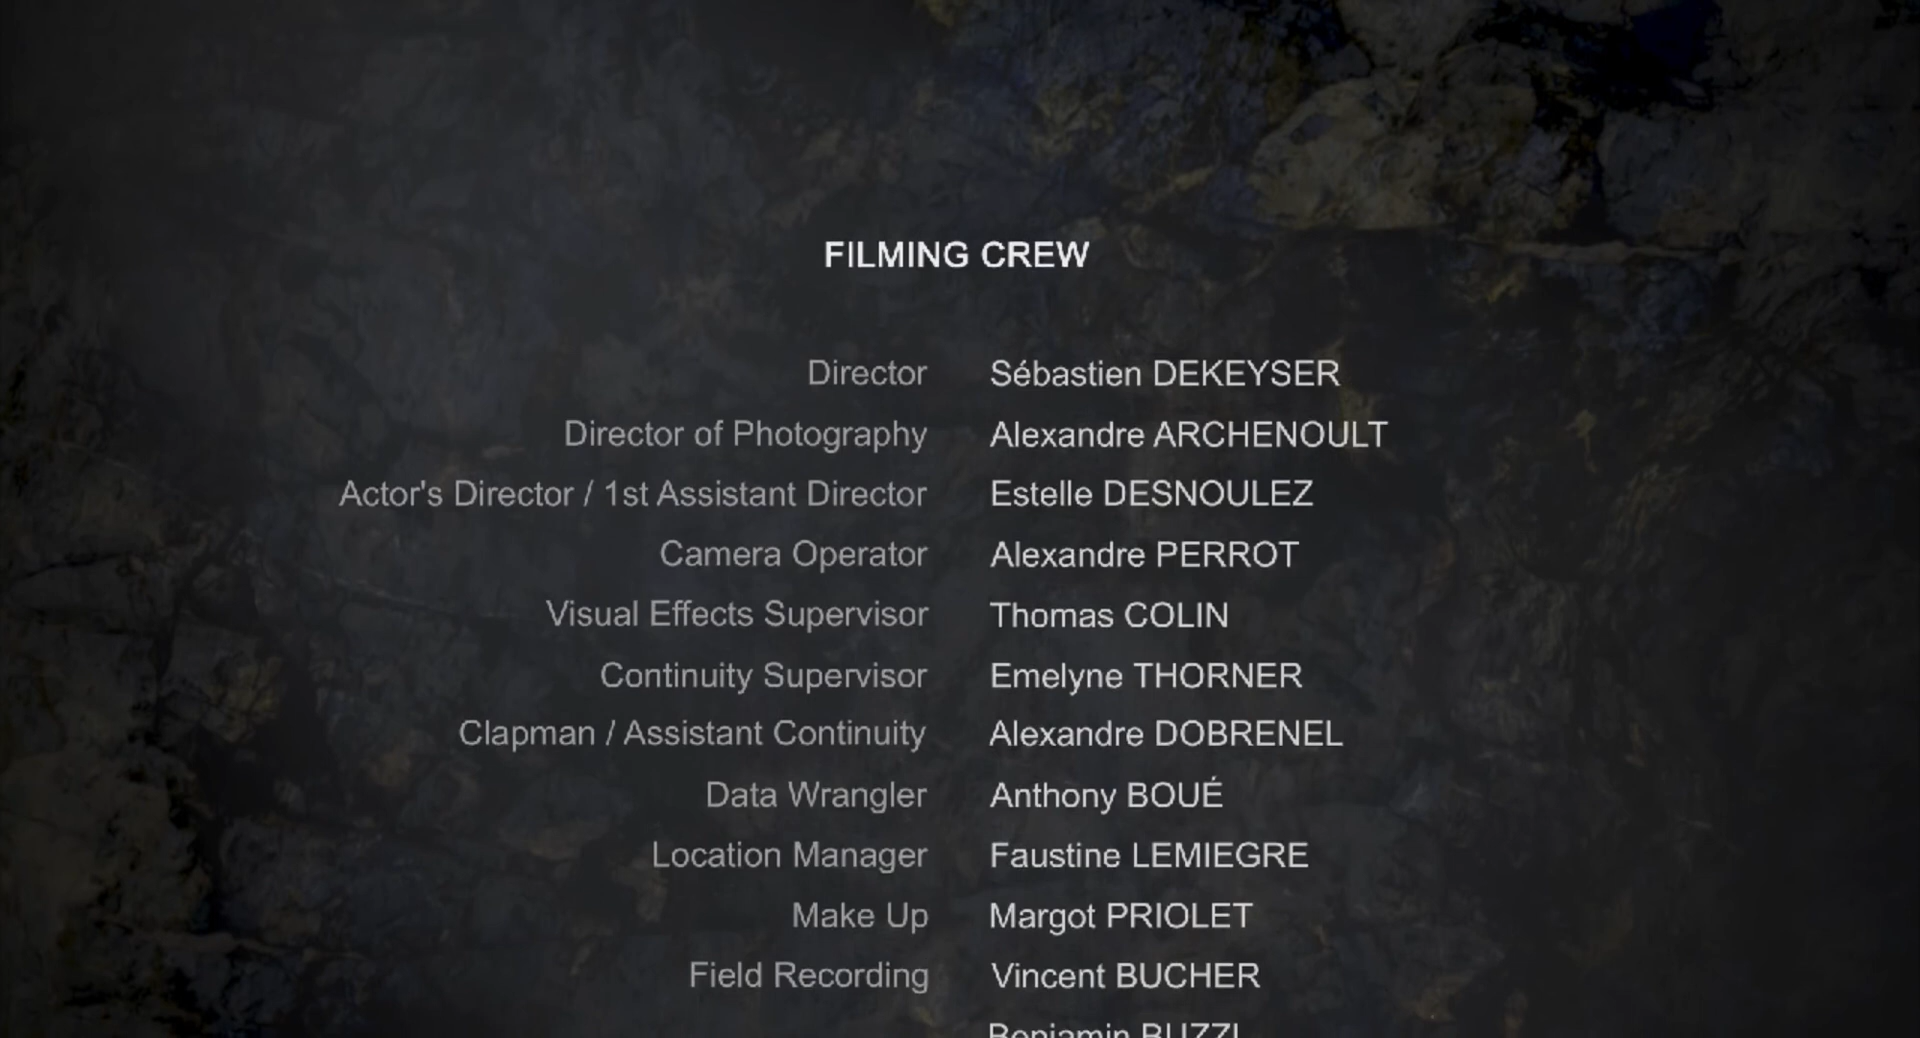 FILMING CREW
Director Sébastien DEKEYSER
Director of Photography Alexandre ARCHENOULT
Actor's Director / 1st Assistant Director Estelle DESNOULEZ
Camera Operator Alexandre PERROT
Visual Effects Supervisor Thomas COLIN
Continuity Supervisor Emelyne THORNER
Clapman / Assistant Continuity Alexandre DOBRENEL
Data Wrangler Anthony BOUÉ
Location Manager Faustine LEMIEGRE
Make Up Margot PRIOLET
Field Recording Vincent BUCHER
Benjamin BUZZI